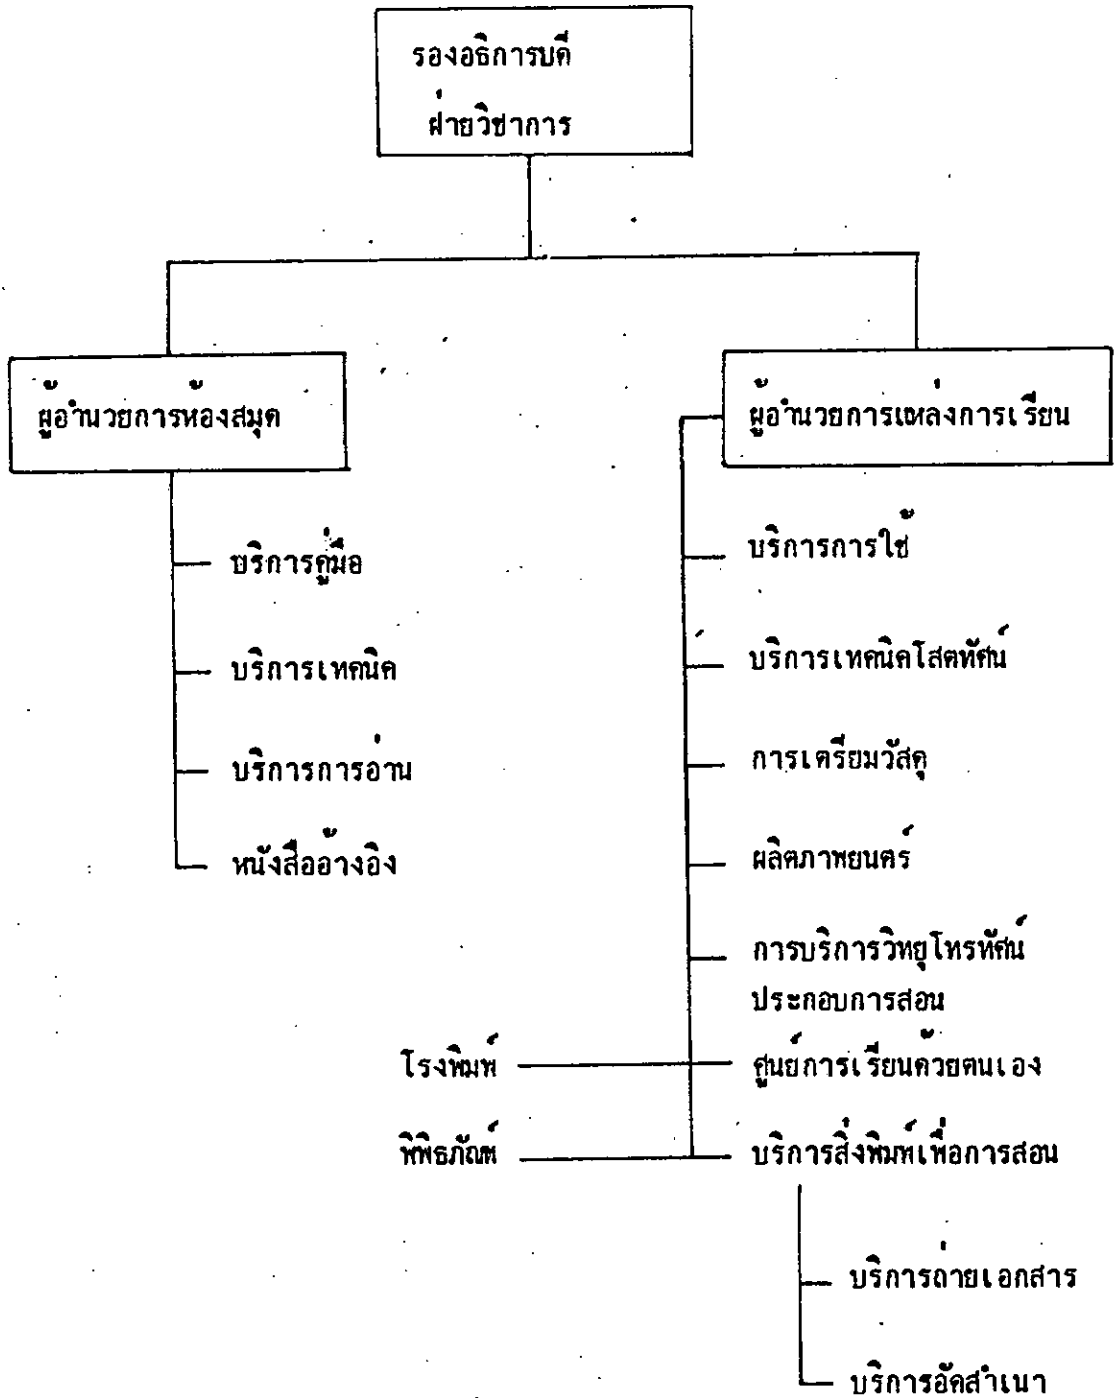 รองอธิการบดี
ฝ่ายวิชาการ
ผู้อำนวยการห้องสมุด
บริการคู่มือ
บริการเทคนิค
บริการการอ่าน
หนังสืออ้างอิง
ผู้อำนวยการแหล่งการเรียน
บริการการใช้
บริการเทคนิคโสตทัศน์
การเตรียมวัสดุ
ผลิตภาพยนตร์
การบริการวิทยุโทรทัศน์
ประกอบการสอน
โรงพิมพ์
ศูนย์การเรียนด้วยตนเอง
พิพิธภัณฑ์
บริการสิ่งพิมพ์เพื่อการสอน
บริการถ่ายเอกสาร
บริการอัดสำเนา